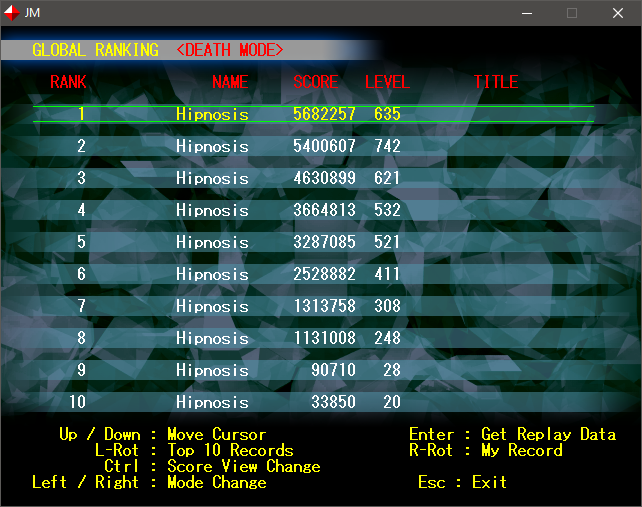 JM
GLOBAL RANKING <DEATH MODE>
RANK NAME SCORE LEVEL TITLE
1 Hipnosis 5682257 635
2 Hipnosis 5400607 742
3 Hipnosis 4630899 621
4 Hipnosis 3664813 532
5 Hipnosis 3287085 521
6 Hipnosis 2528882 411
7 Hipnosis 1313758 308
8 Hipnosis 1131008 248
9 Hipnosis 90710 28
10 Hipnosis 33850 20
Up / Down : Move Cursor Enter : Get Replay Data
L-Rot : Top 10 Records R-Rot : My Record
Ctrl : Score View Change
Left / Right : Mode Change Esc : Exit